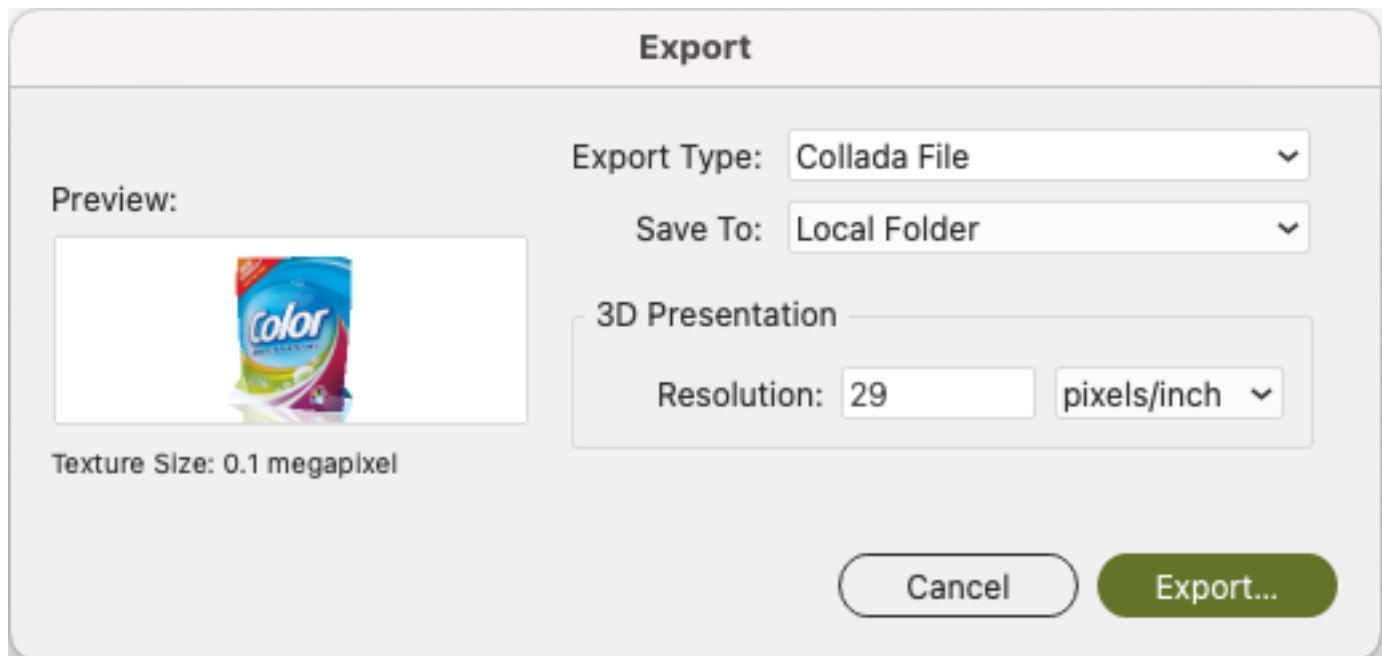 Export
Export Type: Collada File
Preview:
Save To: Local Folder
Color
3D Presentation
Resolution: 29 pixels/inch
Texture Size: 0.1 megapixel
Cancel Export...